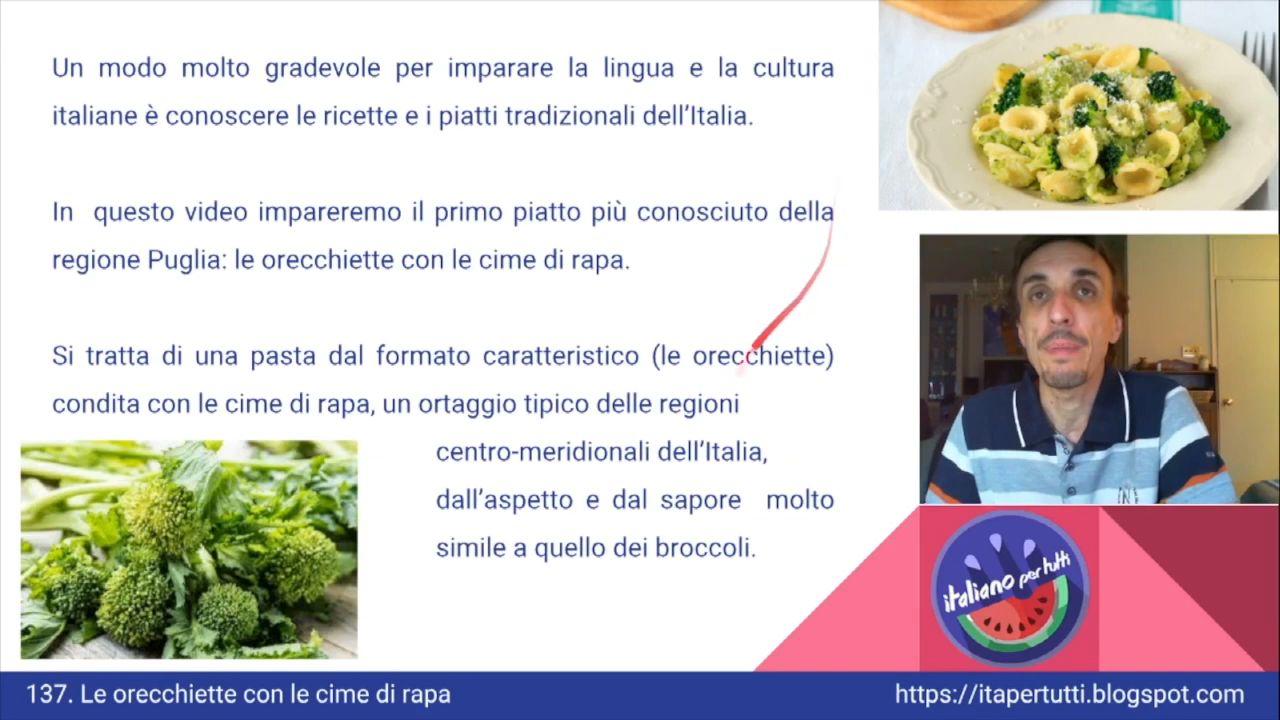 Un modo molto gradevole per imparare la lingua e la cultura
italiane è conoscere le ricette e i piatti tradizionali dell'Italia.
In questo video impareremo il primo piatto più conosciuto della
regione Puglia: le orecchiette con le cime di rapa.
Si tratta di una pasta dal formato caratteristico (le orecchiette)
condita con le cime di rapa, un ortaggio tipico delle regioni
centro-meridionali dell'Italia,
dall'aspetto e dal sapore molto
simile a quello dei broccoli.
italiano per tutti
137. Le orecchiette con le cime di rapa
https://itapertutti.blogspot.com